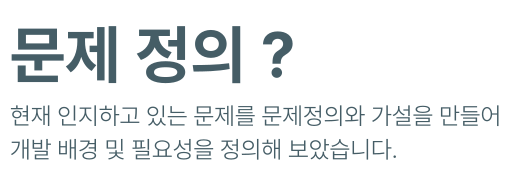 문제 정의 ?
현재 인지하고 있는 문제를 문제정의와 가설을 만들어
개발 배경 및 필요성을 정의해 보았습니다.